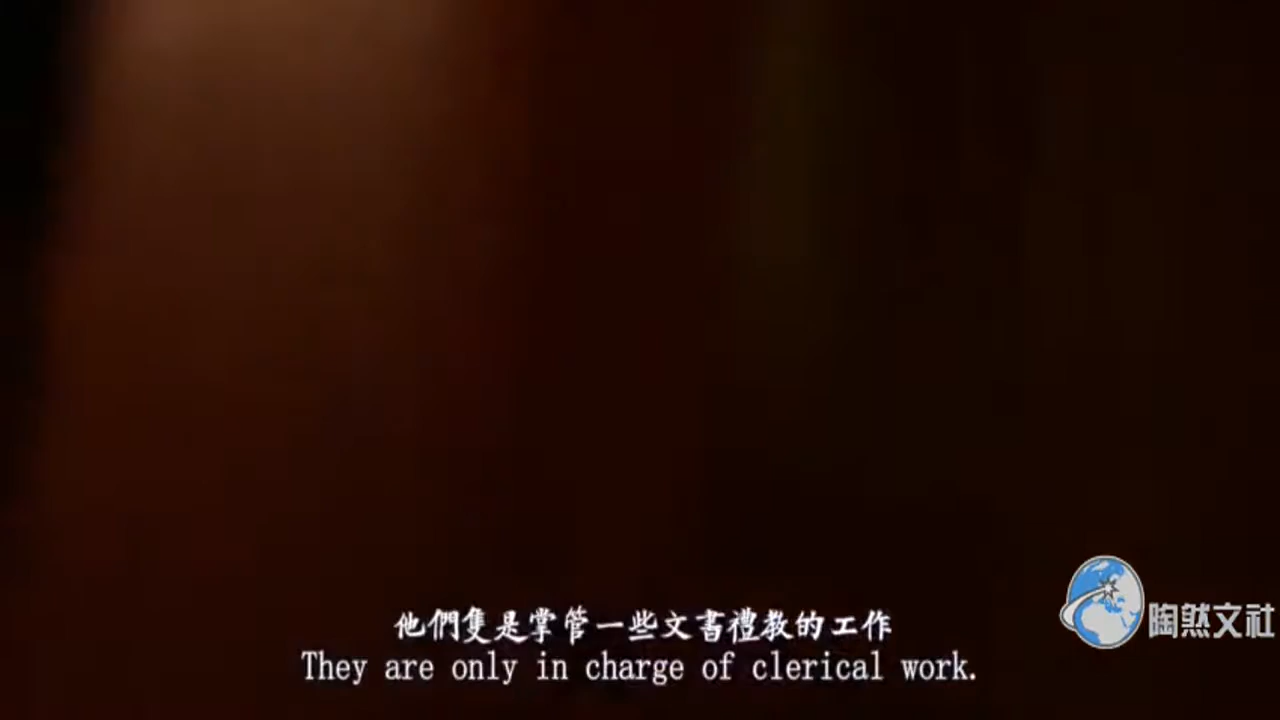 他們隻是掌管一些文書禮教的工作
They are only in charge of clerical work.
陶然文社